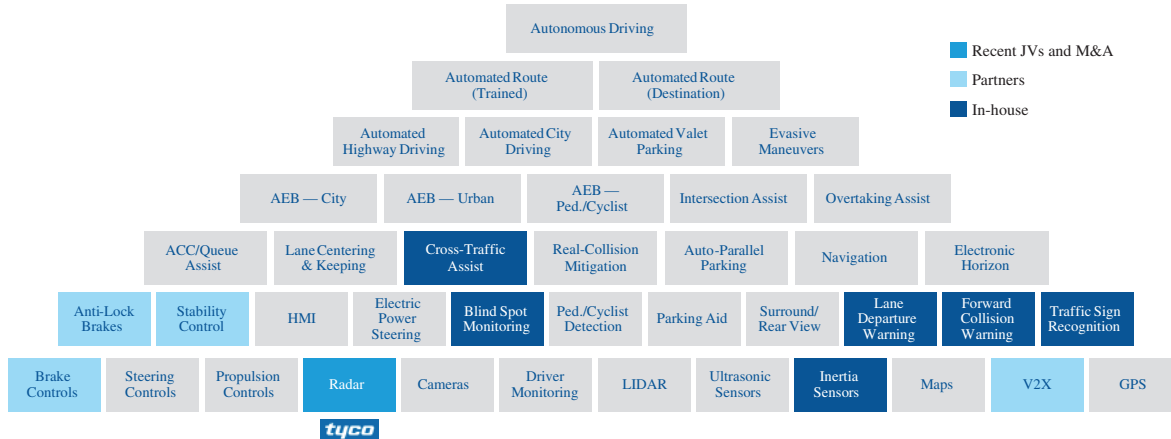 Autonomous Driving
Recent JVs and M&A
Partners
In-house
Automated Route
(Trained)
Automated Route
(Destination)
Automated
Highway Driving
Automated City
Driving
Automated Valet
Parking
Evasive
Maneuvers
AEB — City
AEB — Urban
AEB —
Ped./Cyclist
Intersection Assist
Overtaking Assist
ACC/Queue
Assist
Lane Centering
& Keeping
Cross-Traffic
Assist
Real-Collision
Mitigation
Auto-Parallel
Parking
Navigation
Electronic
Horizon
Anti-Lock
Brakes
Stability
Control
HMI
Electric
Power
Steering
Blind Spot
Monitoring
Ped./Cyclist
Detection
Parking Aid
Surround/
Rear View
Lane
Departure
Warning
Forward
Collision
Warning
Traffic Sign
Recognition
Brake
Controls
Steering
Controls
Propulsion
Controls
Radar
Cameras
Driver
Monitoring
LIDAR
Ultrasonic
Sensors
Inertia
Sensors
Maps
V2X
GPS
tyco